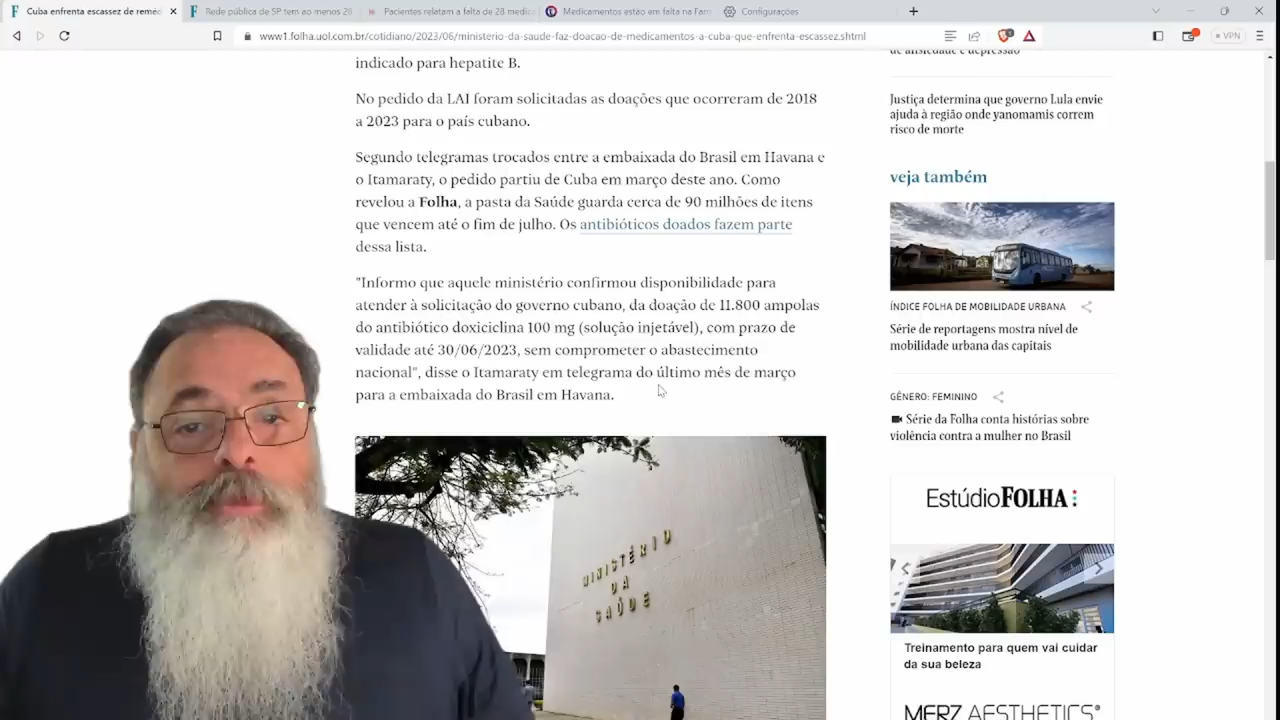 Cuba enfrenta escassez de reméd
Rede pública de SP tem ao menos 26
Pacientes relatam a falta de 28 medic
Medicamentos estão em falta na Farm
Configurações
www1.folha.uol.com.br/cotidiano/2023/06/ministerio-da-saude-faz-doacao-de-medicamentos-a-cuba-que-enfrenta-escassez.shtml
VPN
indicado para hepatite B.
No pedido da LAI foram solicitadas as doações que ocorreram de 2018
a 2023 para o país cubano.
Segundo telegramas trocados entre a embaixada do Brasil em Havana e
o Itamaraty, o pedido partiu de Cuba em março deste ano. Como
revelou a Folha, a pasta da Saúde guarda cerca de 90 milhões de itens
que vencem até o fim de julho. Os antibióticos doados fazem parte
dessa lista.
"Informo que aquele ministério confirmou disponibilidade para
atender à solicitação do governo cubano, da doação de 11.800 ampolas
do antibiótico doxiciclina 100 mg (solução injetável), com prazo de
validade até 30/06/2023, sem comprometer o abastecimento
nacional", disse o Itamaraty em telegrama do último mês de março
para a embaixada do Brasil em Havana.
MINISTÉRIO
DA
SAÚDE
de ansiedade e depressão
Justiça determina que governo Lula envie
ajuda à região onde yanomamis correm
risco de morte
veja também
ÍNDICE FOLHA DE MOBILIDADE URBANA
Série de reportagens mostra nível de
mobilidade urbana das capitais
GÊNERO: FEMININO
Série da Folha conta histórias sobre
violência contra a mulher no Brasil
EstúdioFOLHA:
Treinamento para quem vai cuidar
da sua beleza
MERZ AESTHETICS®